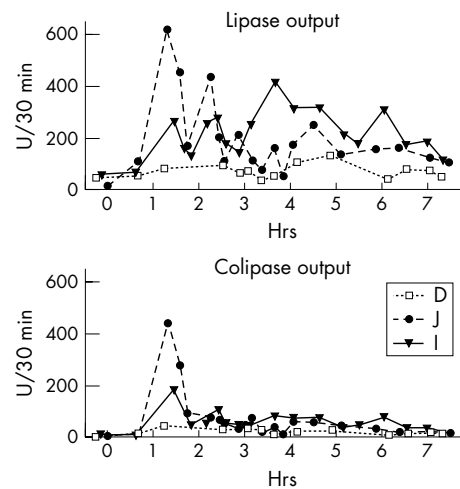 Lipase output
U/30 min
600
400
200
0
0 1 2 3 4 5 6 7
Hrs
Colipase output
U/30 min
600
400
200
0
D
J
I
0 1 2 3 4 5 6 7
Hrs